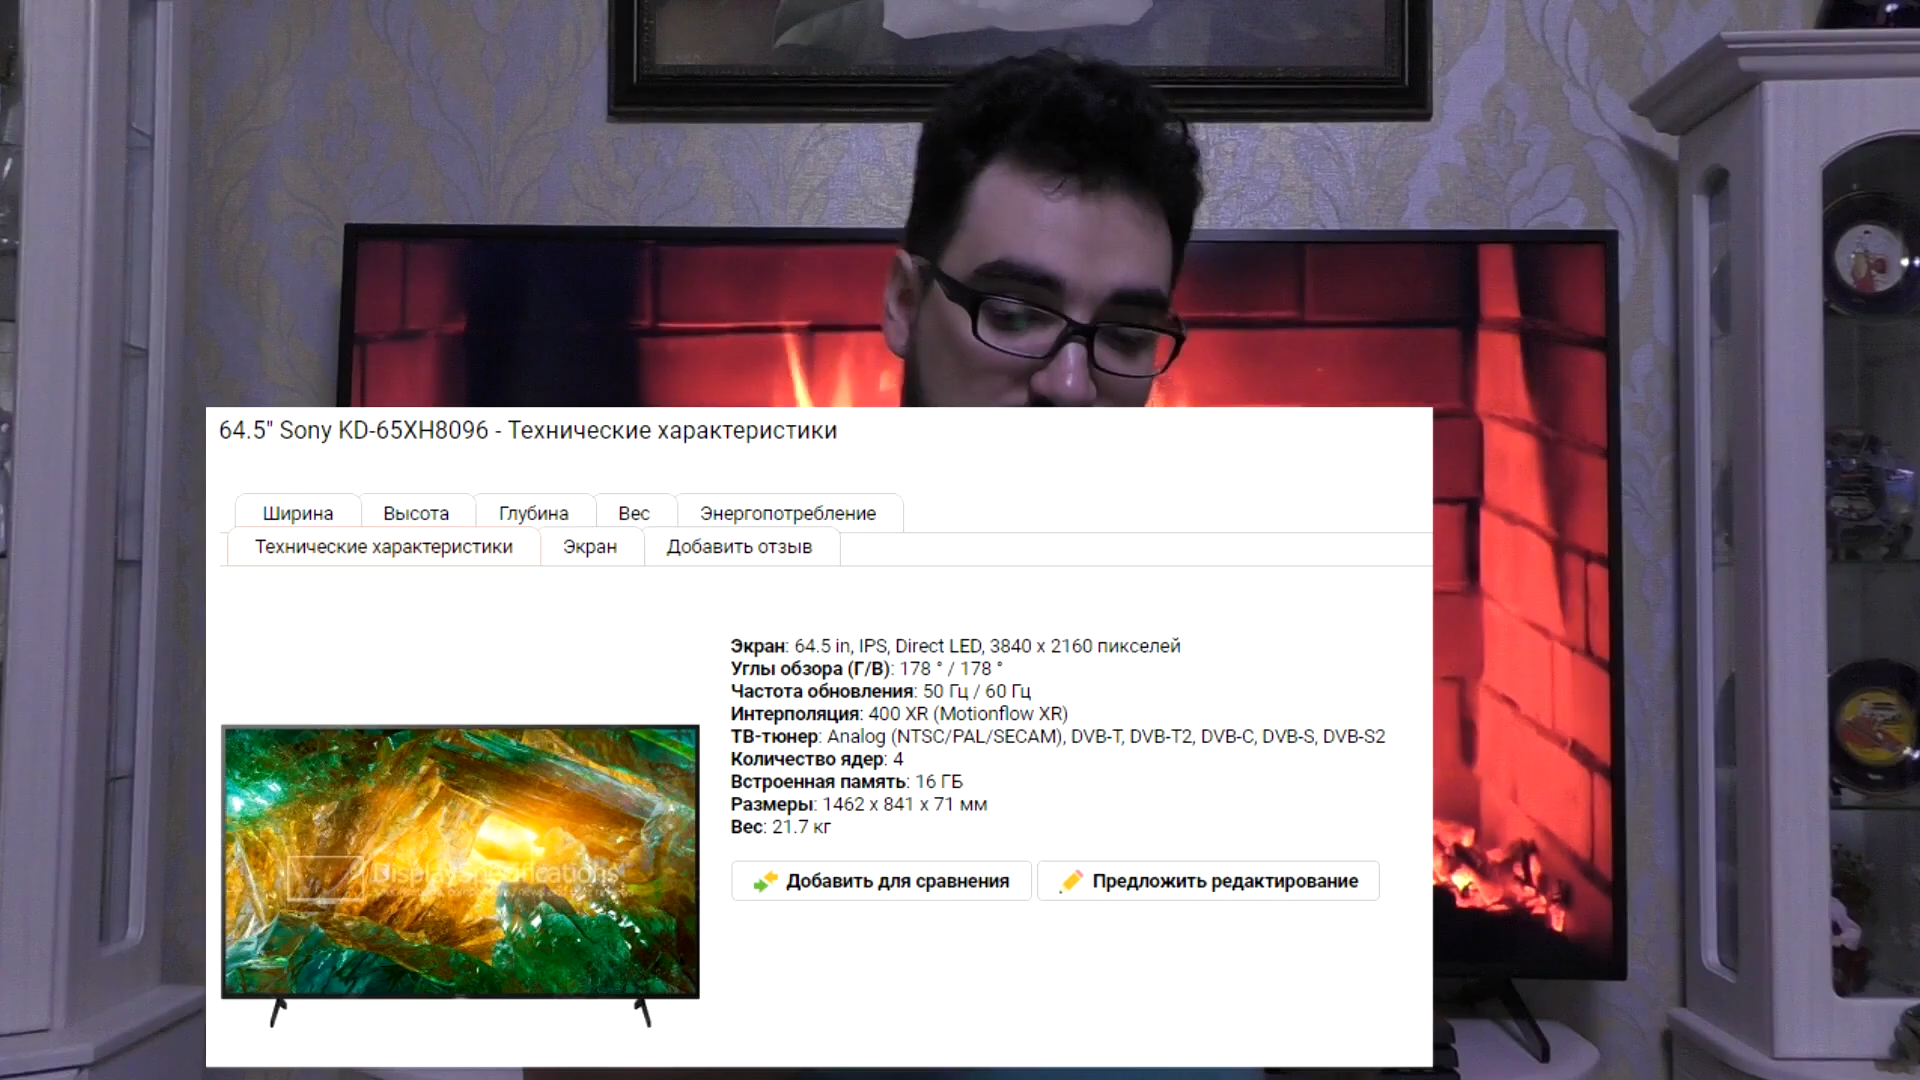 64.5" Sony KD-65XH8096 - Технические характеристики
Ширина Высота Глубина Вес Энергопотребление
Технические характеристики Экран Добавить отзыв
Экран: 64.5 in, IPS, Direct LED, 3840 x 2160 пикселей
Углы обзора (Г/В): 178 ° / 178 °
Частота обновления: 50 Гц / 60 Гц
Интерполяция: 400 XR (Motionflow XR)
ТВ-тюнер: Analog (NTSC/PAL/SECAM), DVB-T, DVB-T2, DVB-C, DVB-S, DVB-S2
Количество ядер: 4
Встроенная память: 16 ГБ
Размеры: 1462 x 841 x 71 мм
Вес: 21.7 кг
DisplaySpecifications
Добавить для сравнения Предложить редактирование